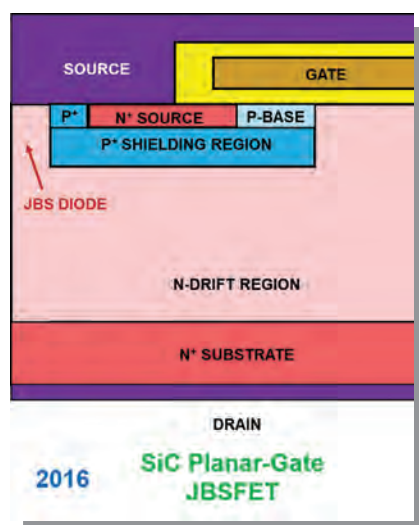 SOURCE
GATE
P⁺ N⁺ SOURCE P-BASE
P⁺ SHIELDING REGION
JBS DIODE
N-DRIFT REGION
N⁺ SUBSTRATE
DRAIN
2016
SiC Planar-Gate
JBSFET